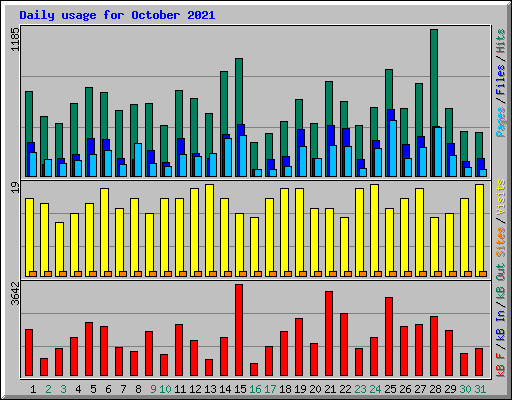 Daily usage for October 2021
1185
Pages / Files / Hits
19
Sites / Visits
3642
kB F / kB In / kB Out
1 2 3 4 5 6 7 8 9 10 11 12 13 14 15 16 17 18 19 20 21 22 23 24 25 26 27 28 29 30 31